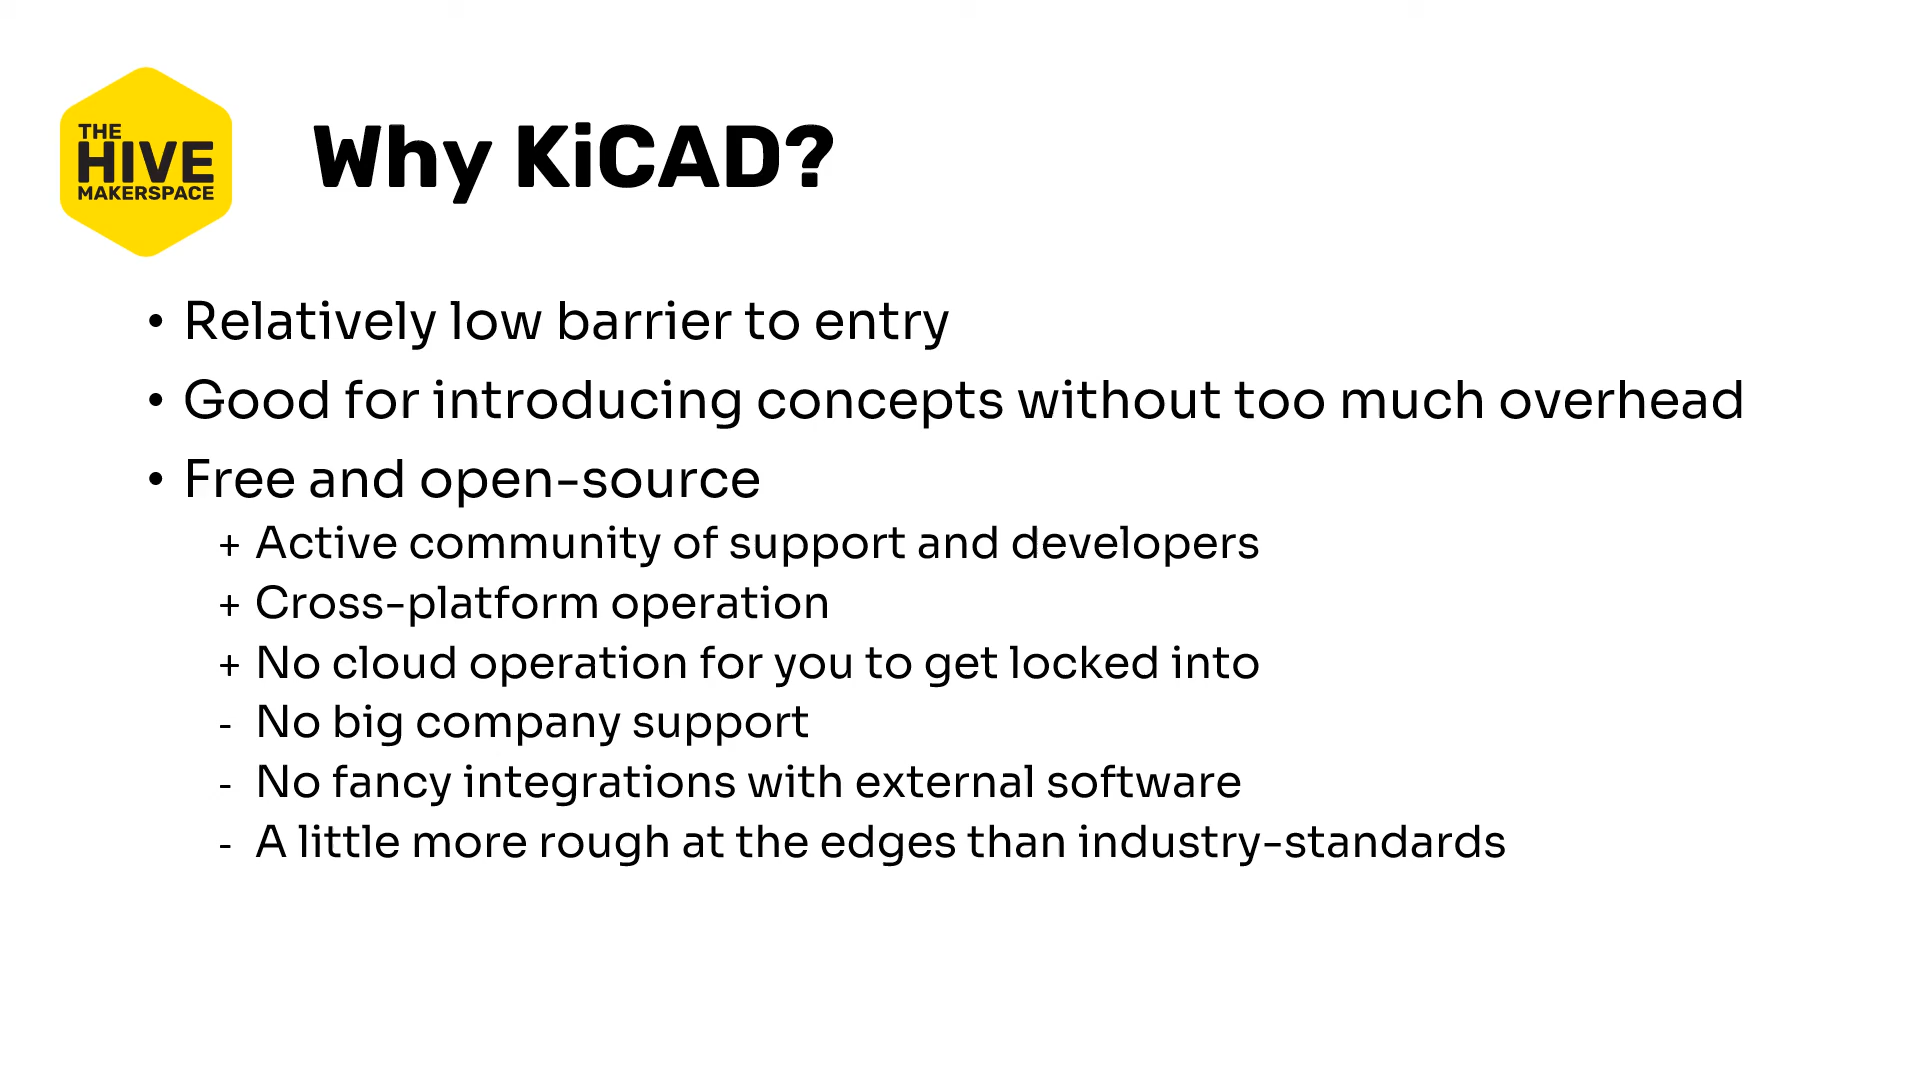 THE
HIVE
MAKERSPACE
Why KiCAD?
• Relatively low barrier to entry
• Good for introducing concepts without too much overhead
• Free and open-source
+ Active community of support and developers
+ Cross-platform operation
+ No cloud operation for you to get locked into
- No big company support
- No fancy integrations with external software
- A little more rough at the edges than industry-standards